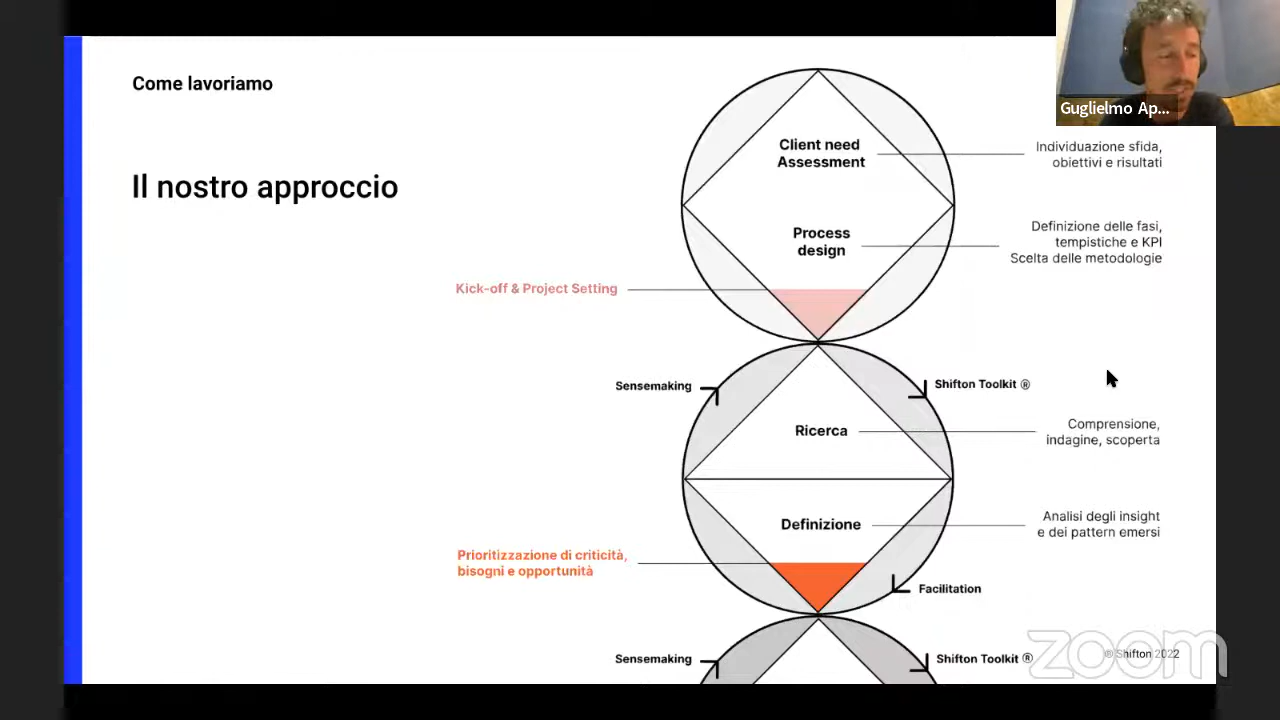 Come lavoriamo
Guglielmo Ap...
Il nostro approccio
Client need
Assessment
Individuazione sfida,
obiettivi e risultati
Process
design
Definizione delle fasi,
tempistiche e KPI
Scelta delle metodologie
Kick-off & Project Setting
Sensemaking
Shifton Toolkit ®
Ricerca
Comprensione,
indagine, scoperta
Definizione
Analisi degli insight
e dei pattern emersi
Prioritizzazione di criticità,
bisogni e opportunità
Facilitation
Sensemaking
Shifton Toolkit ®
® Shifton 2022
zoom